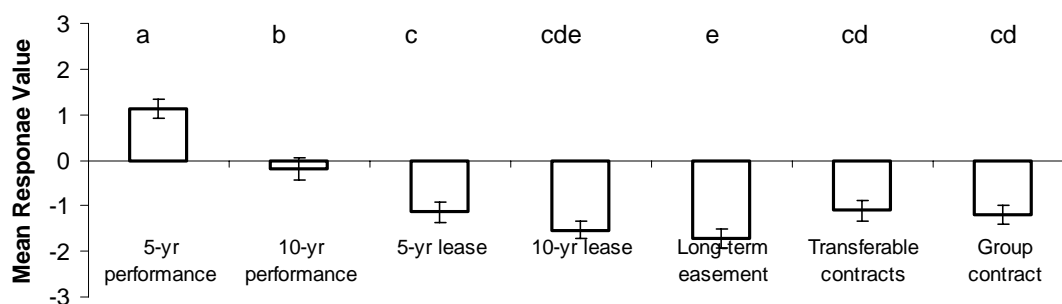 3
a b c cde e cd cd
2
1
0
-1
-2
-3
Mean Responae Value
5-yr performance
10-yr performance
5-yr lease
10-yr lease
Long-term easement
Transferable contracts
Group contract